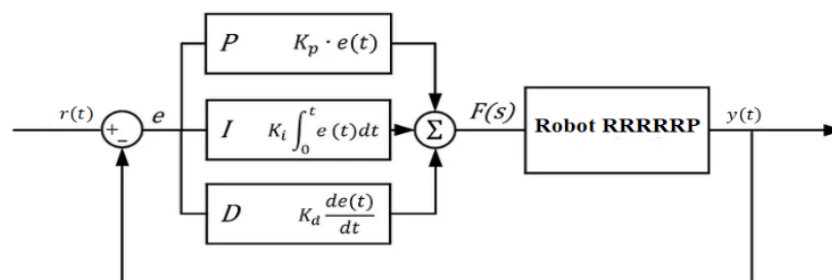 P K_p · e(t)
r(t) + − e I K_i ∫_0^t e (t)dt Σ F(s) Robot RRRRRP y(t)
D K_d de(t)/dt